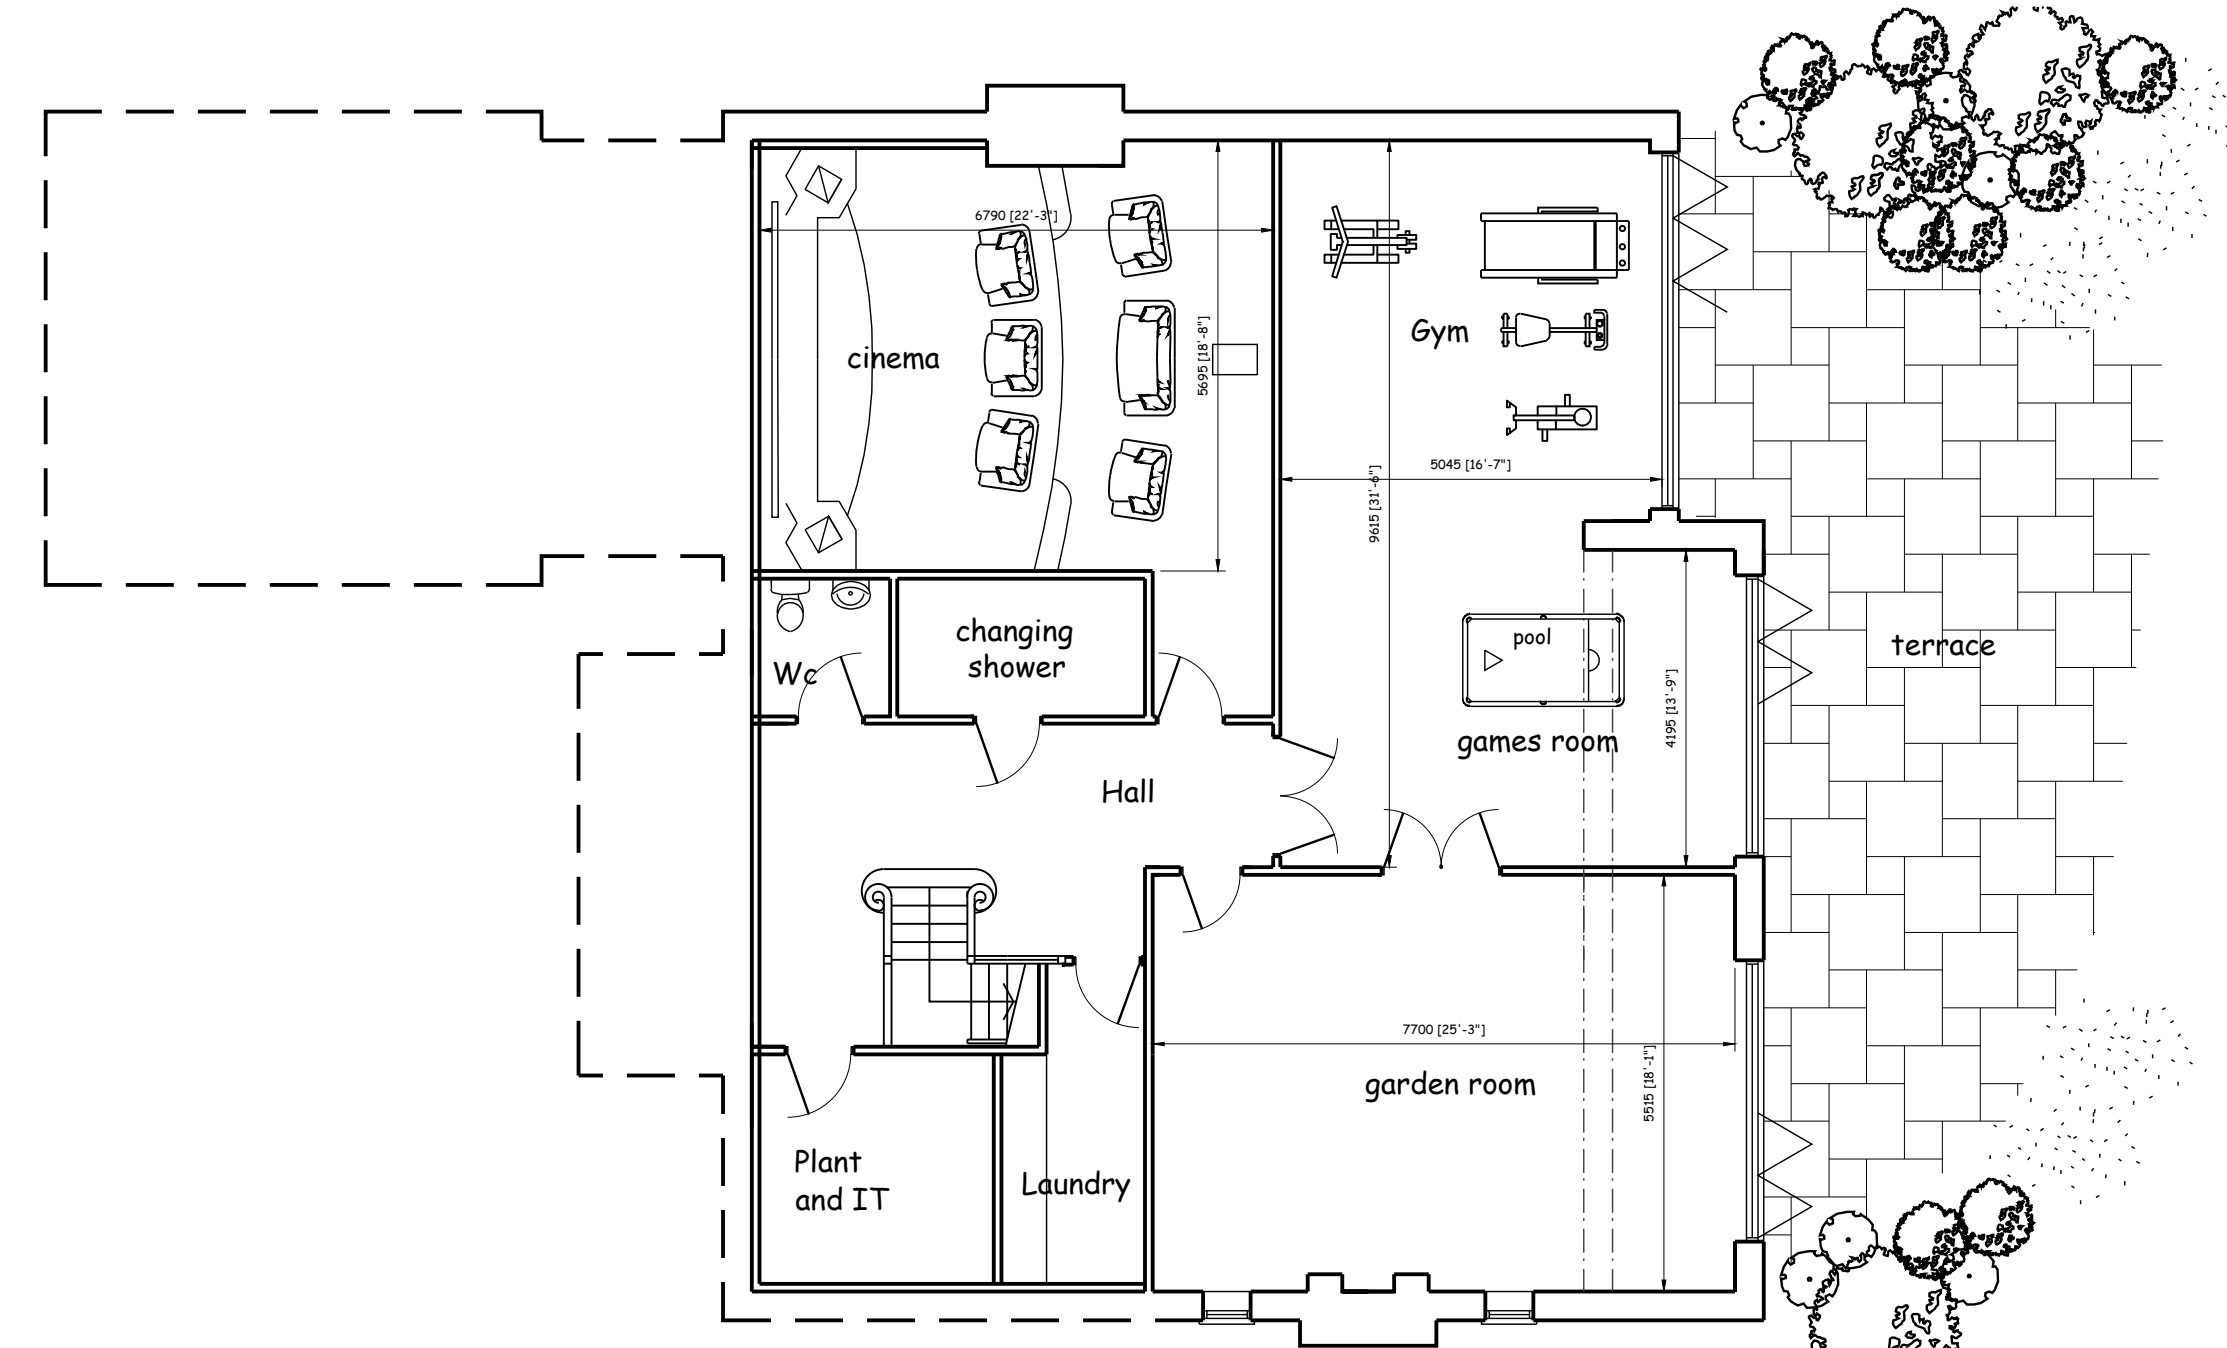 6790 [22'-3"]
5695 [18'-8"]
cinema
Gym
5045 [16'-7"]
9615 [31'-6"]
changing
shower
Wc
pool
games room
4195 [13'-9"]
terrace
Hall
7700 [25'-3"]
garden room
5515 [18'-1"]
Plant
and IT
Laundry